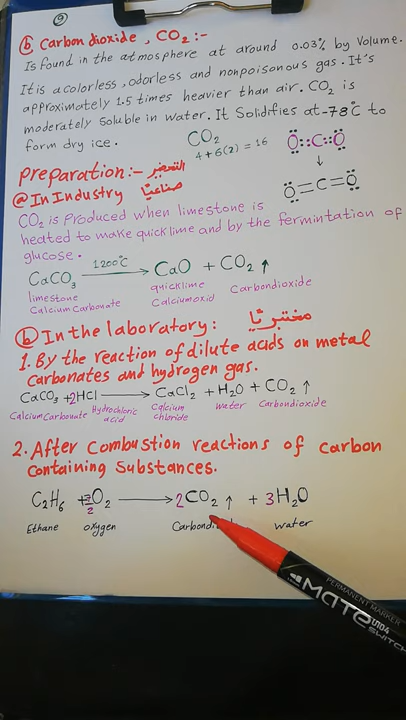 9
(b) Carbondioxide, CO2:-
Is found in the atmosphere at around 0.03% by Volume.
It is a colorless, odorless and nonpoisonous gas. It's
approximately 1.5 times heavier than air. CO2 is
moderately Soluble in water. It Solidifies at -78°C to
form dry ice.
CO2
4+6(2)=16
O::C::O
O=C=O
preparation:- التحضير
@ In Industry صناعيًا
CO2 is Produced when limestone is
heated to make quicklime and by the fermintation of
glucose.
CaCO3 1200°C → CaO + CO2 ↑
limestone quicklime Carbondioxide
Calcium Carbonate Calciumoxid
(b) In the laboratory: مختبريًا
1. By the reaction of dilute acids on metal
carbonates and hydrogen gas.
CaCO3 + 2HCl → CaCl2 + H2O + CO2 ↑
Calcium Carbonate Hydrochloric acid Calcium chloride water Carbondioxide
2. After Combustion reactions of carbon
containing Substances.
C2H6 + 7/2 O2 → 2CO2 ↑ + 3H2O
Ethane oxygen water
PERMANENT MARKER
MATE
U104
SWITCH